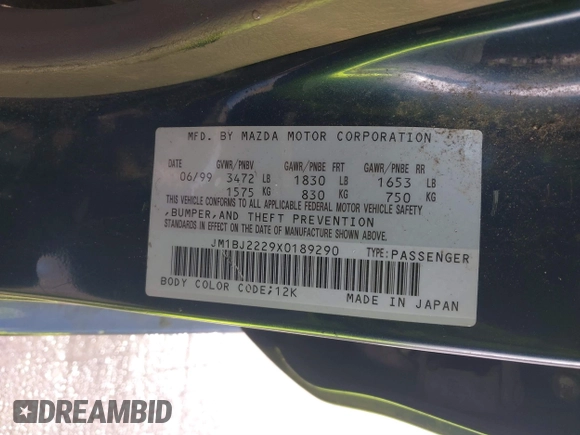 MFD. BY MAZDA MOTOR CORPORATION
DATE GVWR/PNBV GAWR/PNBE FRT GAWR/PNBE RR
06/99 3472 LB 1830 LB 1653 LB
1575 KG 830 KG 750 KG
THIS VEHICLE CONFORMS TO ALL APPLICABLE FEDERAL MOTOR VEHICLE SAFETY
,BUMPER,AND THEFT PREVENTION
STANDARDS IN EFFECT ON THE DATE OF MANUFACTURE SHOWN ABOVE.
JM1BJ2229X0189290 TYPE:PASSENGER
BODY COLOR CODE;12K MADE IN JAPAN
DREAMBID